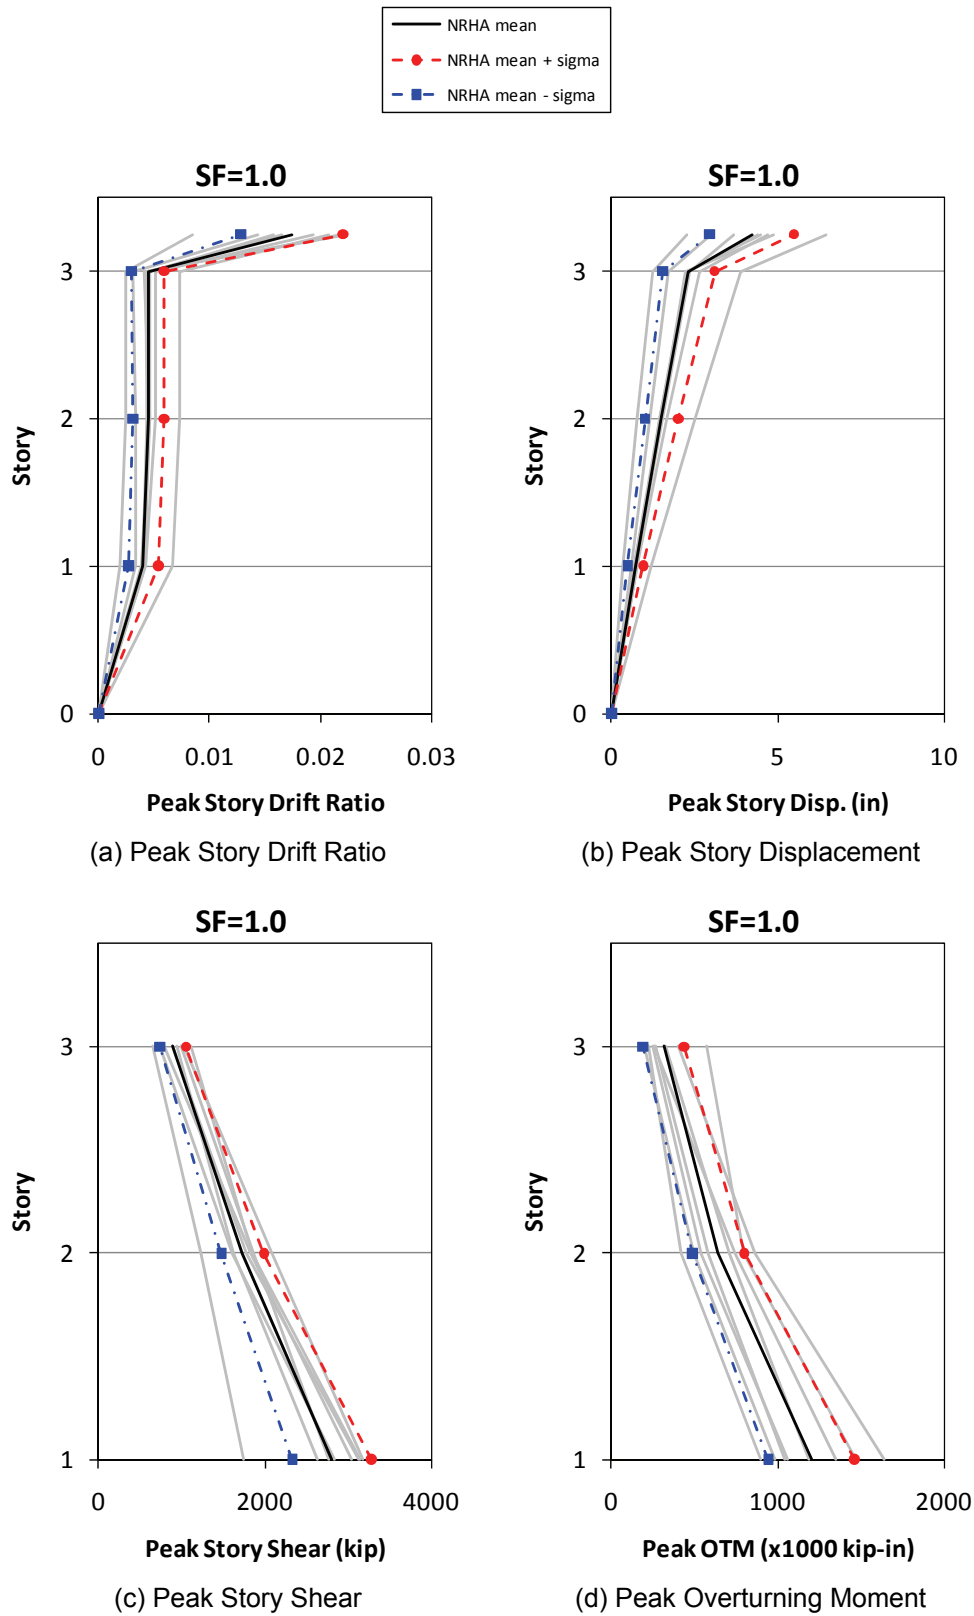 NRHA mean
NRHA mean + sigma
NRHA mean - sigma
SF=1.0
3
2
1
0
Story
0 0.01 0.02 0.03
Peak Story Drift Ratio
(a) Peak Story Drift Ratio
SF=1.0
3
2
1
0
Story
0 5 10
Peak Story Disp. (in)
(b) Peak Story Displacement
SF=1.0
3
2
1
Story
0 2000 4000
Peak Story Shear (kip)
(c) Peak Story Shear
SF=1.0
3
2
1
Story
0 1000 2000
Peak OTM (x1000 kip-in)
(d) Peak Overturning Moment